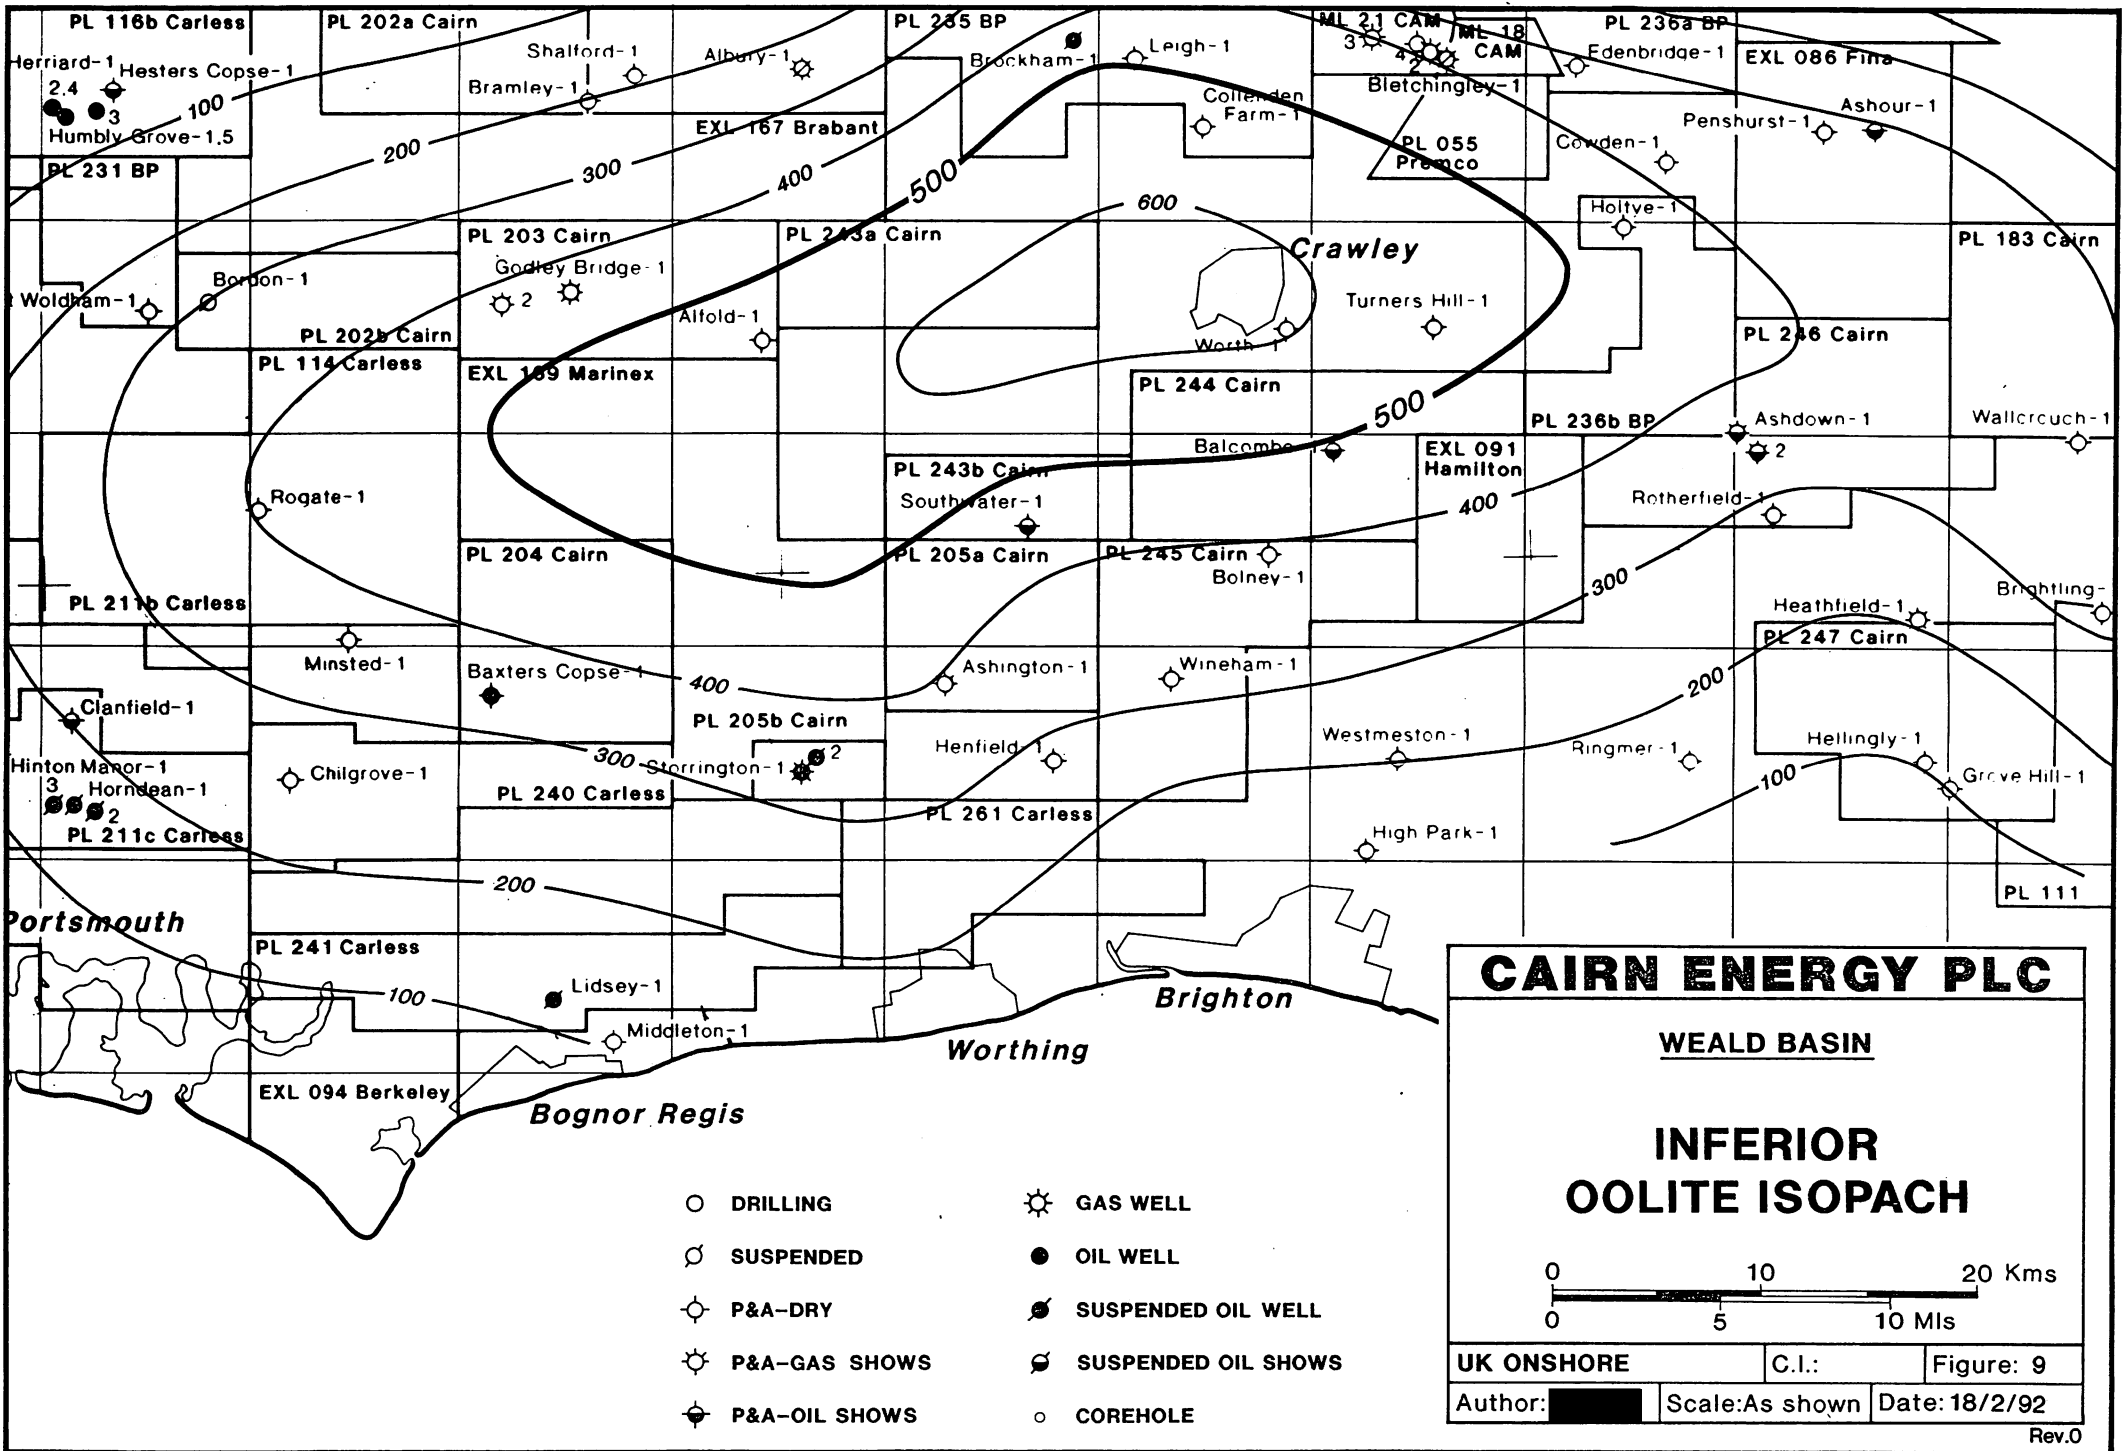 PL 116b Carless
PL 202a Cairn
PL 235 BP
ML 21 CAM
ML 18
CAM
PL 236a BP
EXL 086 Fina
Herriard-1
Hesters Copse-1
2.4
3
Humbly Grove-1.5
100
Shalford-1
Bramley-1
Albury-1
Brockham-1
Leigh-1
3
4
2
Bletchingley-1
Edenbridge-1
Collenden
Farm-1
Ashour-1
Penshurst-1
Cowden-1
EXL 167 Brabant
PL 055
Premco
PL 231 BP
200
300
400
500
600
Holtye-1
PL 203 Cairn
PL 243a Cairn
Crawley
PL 183 Cairn
Godley Bridge-1
2
Bordon-1
Woldham-1
Alfold-1
Turners Hill-1
Worth-1
PL 202b Cairn
PL 246 Cairn
PL 114 Carless
EXL 189 Marinex
PL 244 Cairn
500
PL 236b BP
Ashdown-1
2
Wallcrouch-1
Balcombe-1
EXL 091
Hamilton
PL 243b Cairn
Southwater-1
400
Rogate-1
Rotherfield-1
PL 204 Cairn
PL 205a Cairn
PL 245 Cairn
Bolney-1
300
PL 211b Carless
Brightling-
Heathfield-1
PL 247 Cairn
Minsted-1
Baxters Copse-1
400
Ashington-1
Wineham-1
200
Clanfield-1
PL 205b Cairn
Henfield-1
Westmeston-1
Ringmer-1
Hellingly-1
Grove Hill-1
100
Hinton Manor-1
3
Horndean-1
2
PL 211c Carless
Chilgrove-1
300
Storrington-1
2
PL 240 Carless
PL 261 Carless
High Park-1
200
PL 111
Portsmouth
PL 241 Carless
100
Lidsey-1
Middleton-1
Brighton
Worthing
EXL 094 Berkeley
Bognor Regis
DRILLING
SUSPENDED
P&A-DRY
P&A-GAS SHOWS
P&A-OIL SHOWS
GAS WELL
OIL WELL
SUSPENDED OIL WELL
SUSPENDED OIL SHOWS
COREHOLE
CAIRN ENERGY PLC
WEALD BASIN
INFERIOR
OOLITE ISOPACH
0 10 20 Kms
0 5 10 Mls
UK ONSHORE C.I.: Figure: 9
Author: Scale:As shown Date:18/2/92
Rev.0